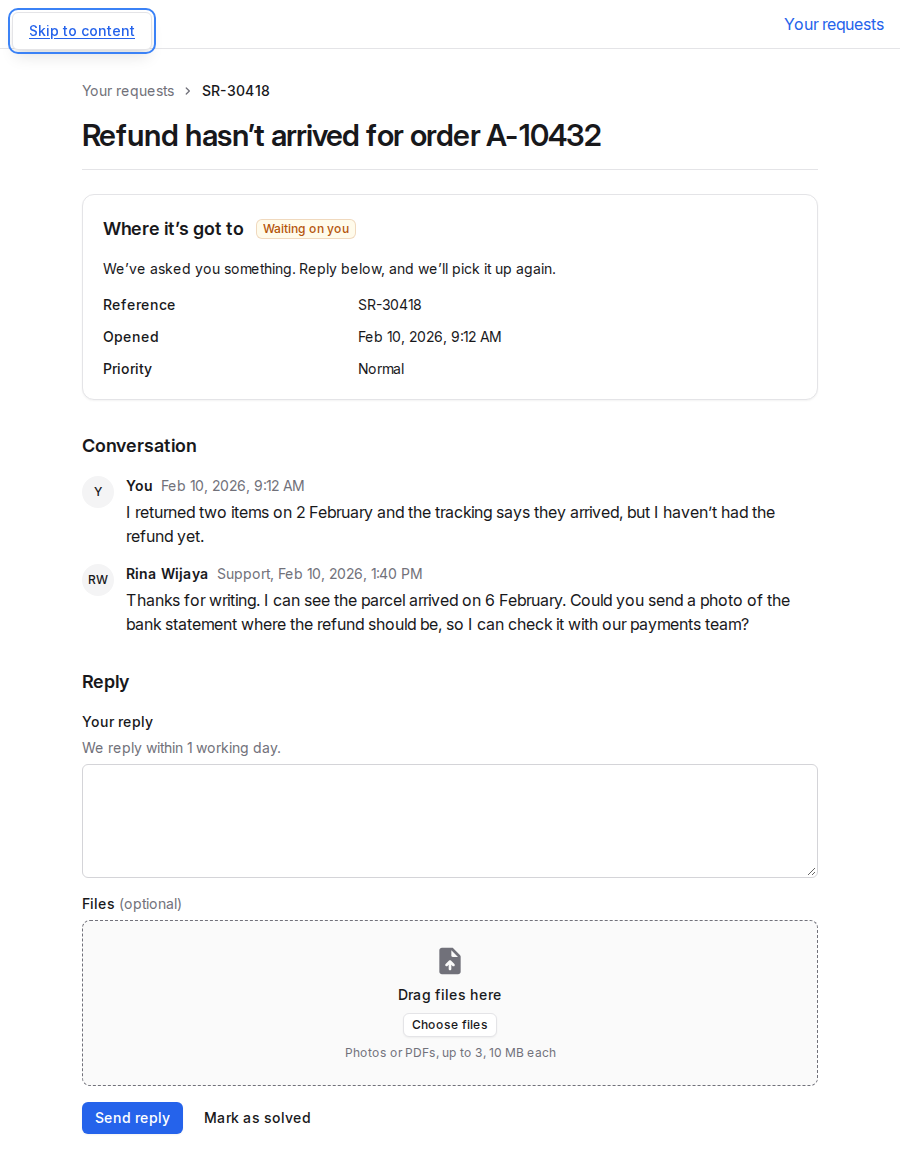 Skip to content
Your requests
Your requests > SR-30418
Refund hasn’t arrived for order A-10432
Where it’s got to
Waiting on you
We’ve asked you something. Reply below, and we’ll pick it up again.
Reference SR-30418
Opened Feb 10, 2026, 9:12 AM
Priority Normal
Conversation
Y
You Feb 10, 2026, 9:12 AM
I returned two items on 2 February and the tracking says they arrived, but I haven’t had the
refund yet.
RW
Rina Wijaya Support, Feb 10, 2026, 1:40 PM
Thanks for writing. I can see the parcel arrived on 6 February. Could you send a photo of the
bank statement where the refund should be, so I can check it with our payments team?
Reply
Your reply
We reply within 1 working day.
Files (optional)
Drag files here
Choose files
Photos or PDFs, up to 3, 10 MB each
Send reply
Mark as solved